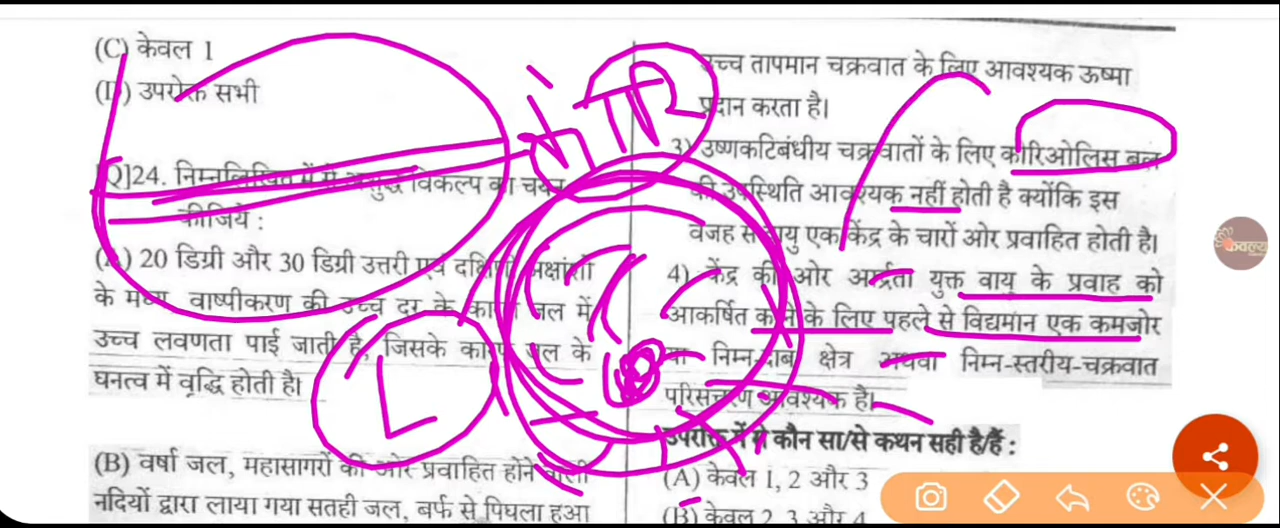 (C) केवल 1
(D) उपरोक्त सभी
[Q]24. निम्नलिखित में से विकल्प का चयन
कीजिये :
(A) 20 डिग्री और 30 डिग्री उत्तरी एवं दक्षिणी अक्षांशों
के मध्य वाष्पीकरण की उच्च दर के कारण जल में
उच्च लवणता पाई जाती है, जिसके कारण जल के
घनत्व में वृद्धि होती है।
(B) वर्षा जल, महासागरों की ओर प्रवाहित होने वाली
नदियों द्वारा लाया गया सतही जल, बर्फ से पिघला हुआ
उच्च तापमान चक्रवात के लिए आवश्यक ऊष्मा
प्रदान करता है।
3) उष्णकटिबंधीय चक्रवातों के लिए कोरिओलिस बल
की उपस्थिति आवश्यक नहीं होती है क्योंकि इस
वजह से वायु एक केंद्र के चारों ओर प्रवाहित होती है।
4) केंद्र की ओर आर्द्रता युक्त वायु के प्रवाह को
आकर्षित करने के लिए पहले से विद्यमान एक कमजोर
या निम्न-दाब क्षेत्र अथवा निम्न-स्तरीय-चक्रवात
परिसंचरण आवश्यक है।
उपरोक्त में से कौन सा/से कथन सही है/हैं :
(A) केवल 1, 2 और 3
(B) केवल 2, 3 और 4
L
कैवल्य